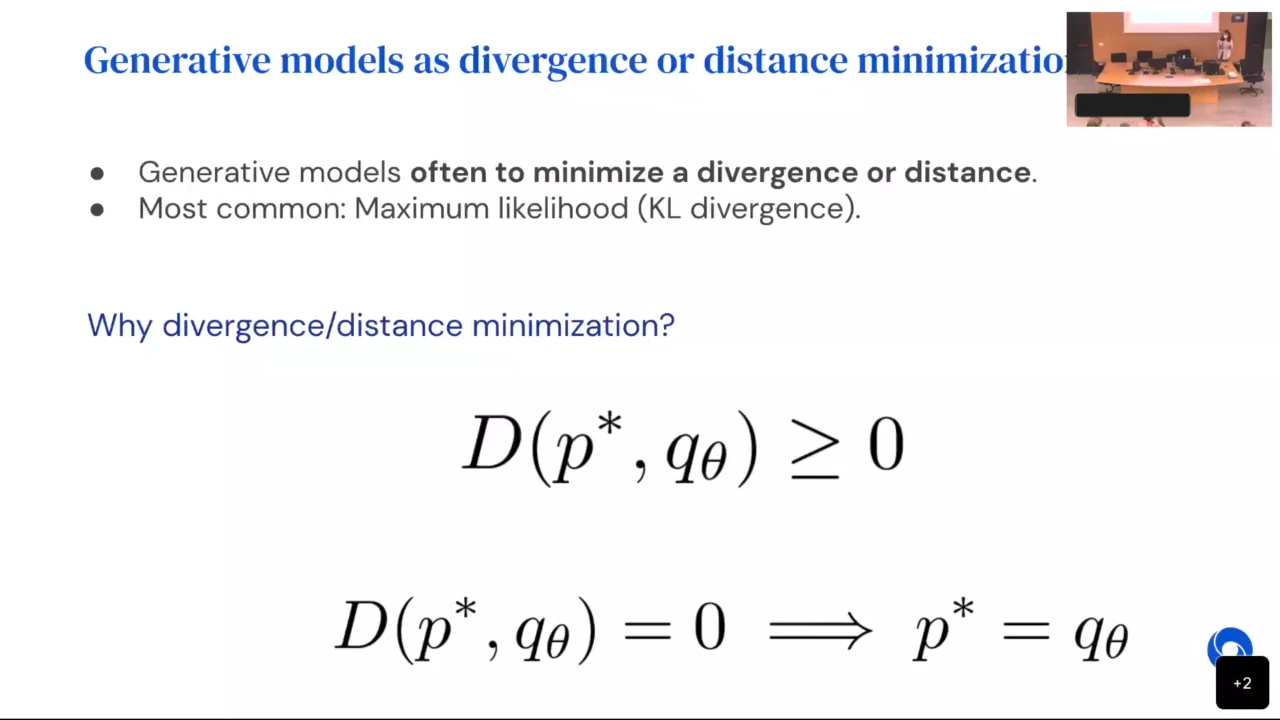 Generative models as divergence or distance minimizatio
● Generative models often to minimize a divergence or distance.
● Most common: Maximum likelihood (KL divergence).
Why divergence/distance minimization?
D(p*, qθ) ≥ 0
D(p*, qθ) = 0 ⟹ p* = qθ
+2